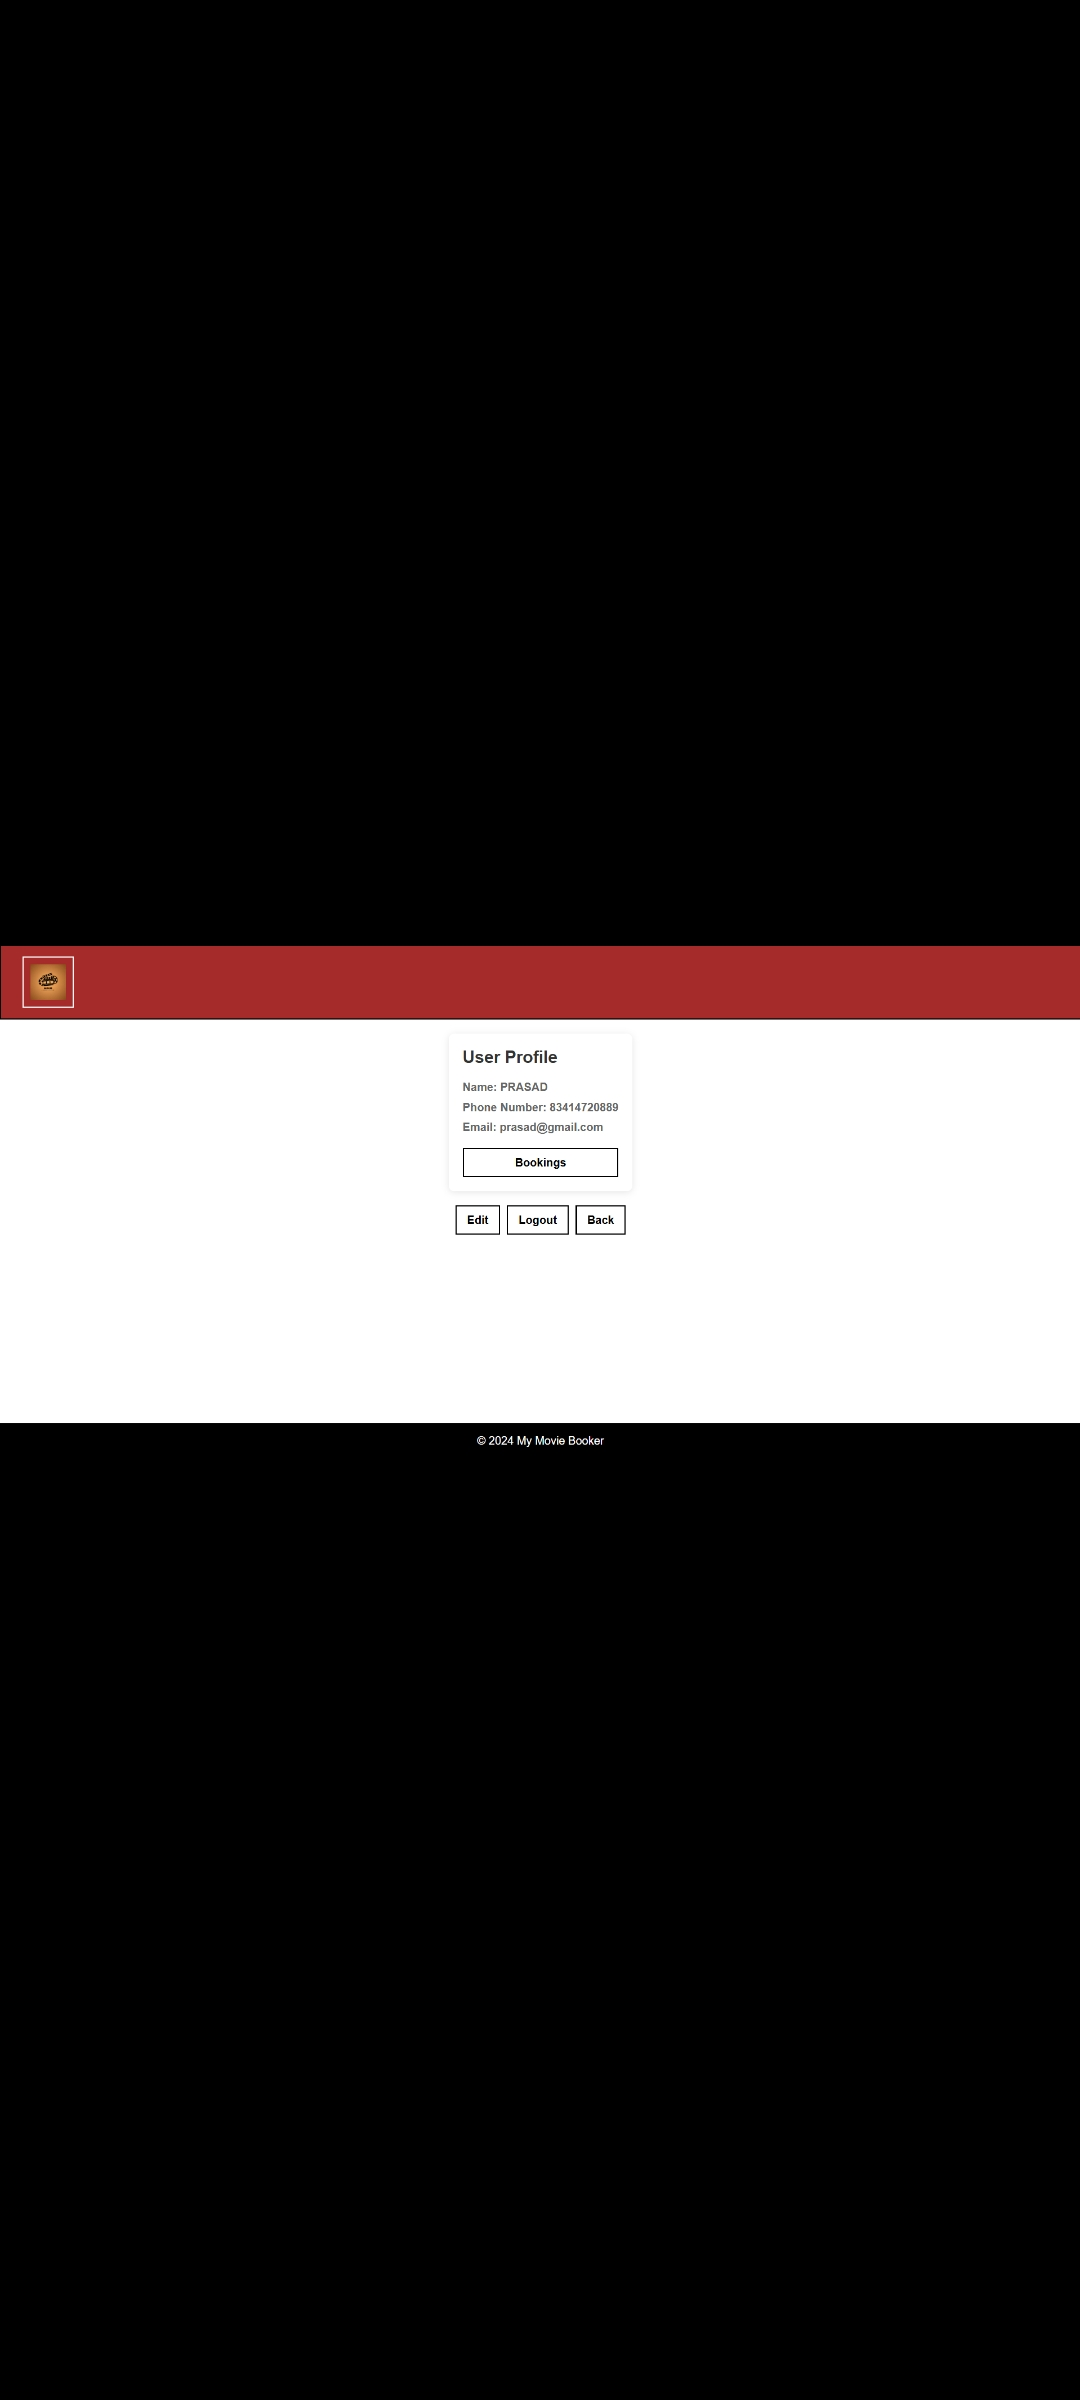 User Profile
Name: PRASAD
Phone Number: 83414720889
Email: prasad@gmail.com
Bookings
Edit Logout Back
© 2024 My Movie Booker